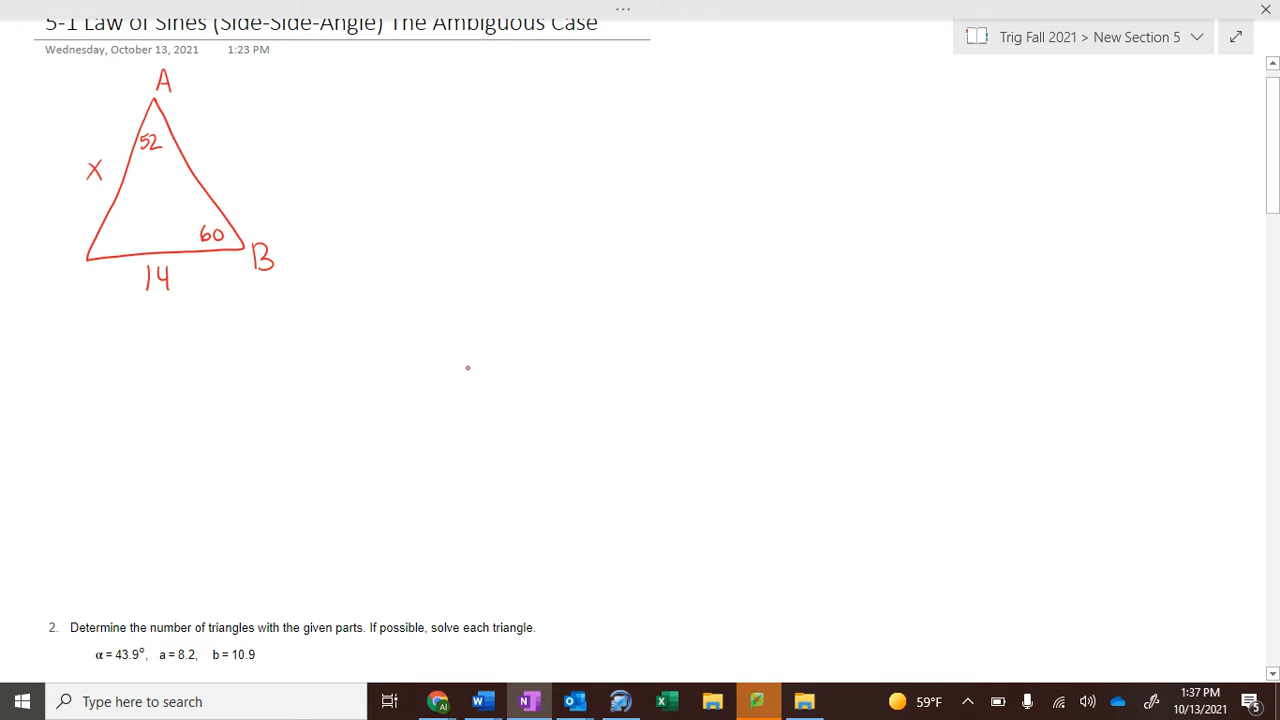 5-1 Law of Sines (Side-Side-Angle) The Ambiguous Case
Wednesday, October 13, 2021 1:23 PM
Trig Fall 2021 > New Section 5
A
52
X
60
B
14
2. Determine the number of triangles with the given parts. If possible, solve each triangle.
α = 43.9°, a = 8.2, b = 10.9
Type here to search
59°F
1:37 PM
10/13/2021
5